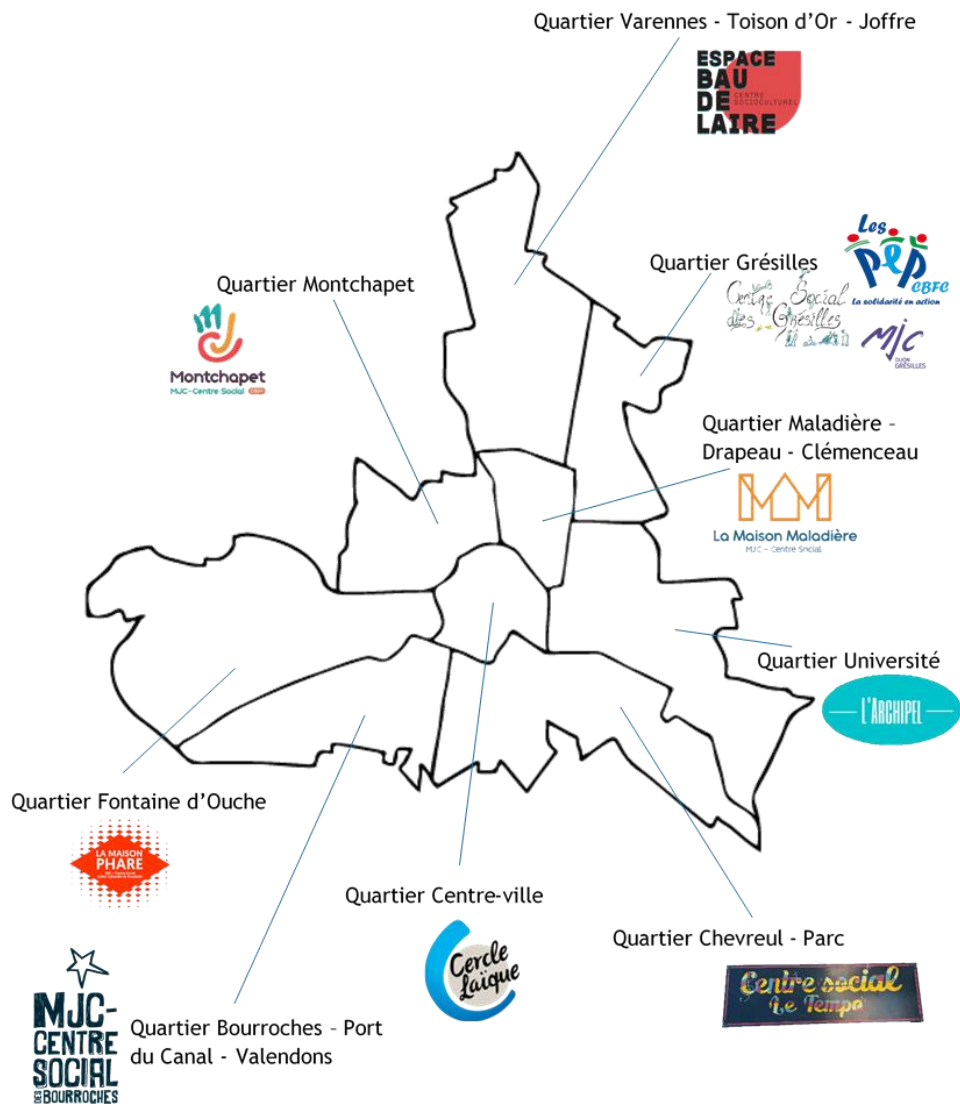 Quartier Varennes - Toison d'Or - Joffre
ESPACE
BAU
DE
CENTRE
SOCIOCULTUREL
LAIRE
Quartier Grésilles
Les
PEP
CBFC
La solidarité en action
Centre Social
des Grésilles
MJC
DIJON
GRÉSILLES
Quartier Montchapet
Montchapet
MJC-Centre Social
Quartier Maladière –
Drapeau - Clémenceau
La Maison Maladière
MJC - Centre Social
Quartier Université
L'ARCHIPEL
Quartier Fontaine d'Ouche
LA MAISON
PHARE
Quartier Centre-ville
Cercle
Laïque
Quartier Chevreul - Parc
Centre social
Le Tempo
MJC-
CENTRE
SOCIAL
DES BOURROCHES
Quartier Bourroches – Port
du Canal - Valendons